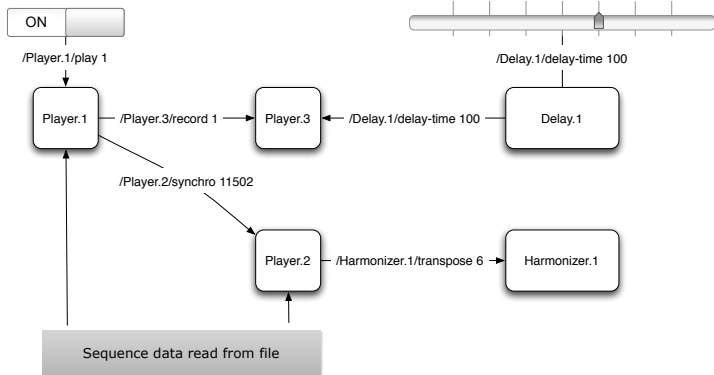 ON
/Player.1/play 1
/Delay.1/delay-time 100
Player.1
/Player.3/record 1
Player.3
/Delay.1/delay-time 100
Delay.1
/Player.2/synchro 11502
Player.2
/Harmonizer.1/transpose 6
Harmonizer.1
Sequence data read from file